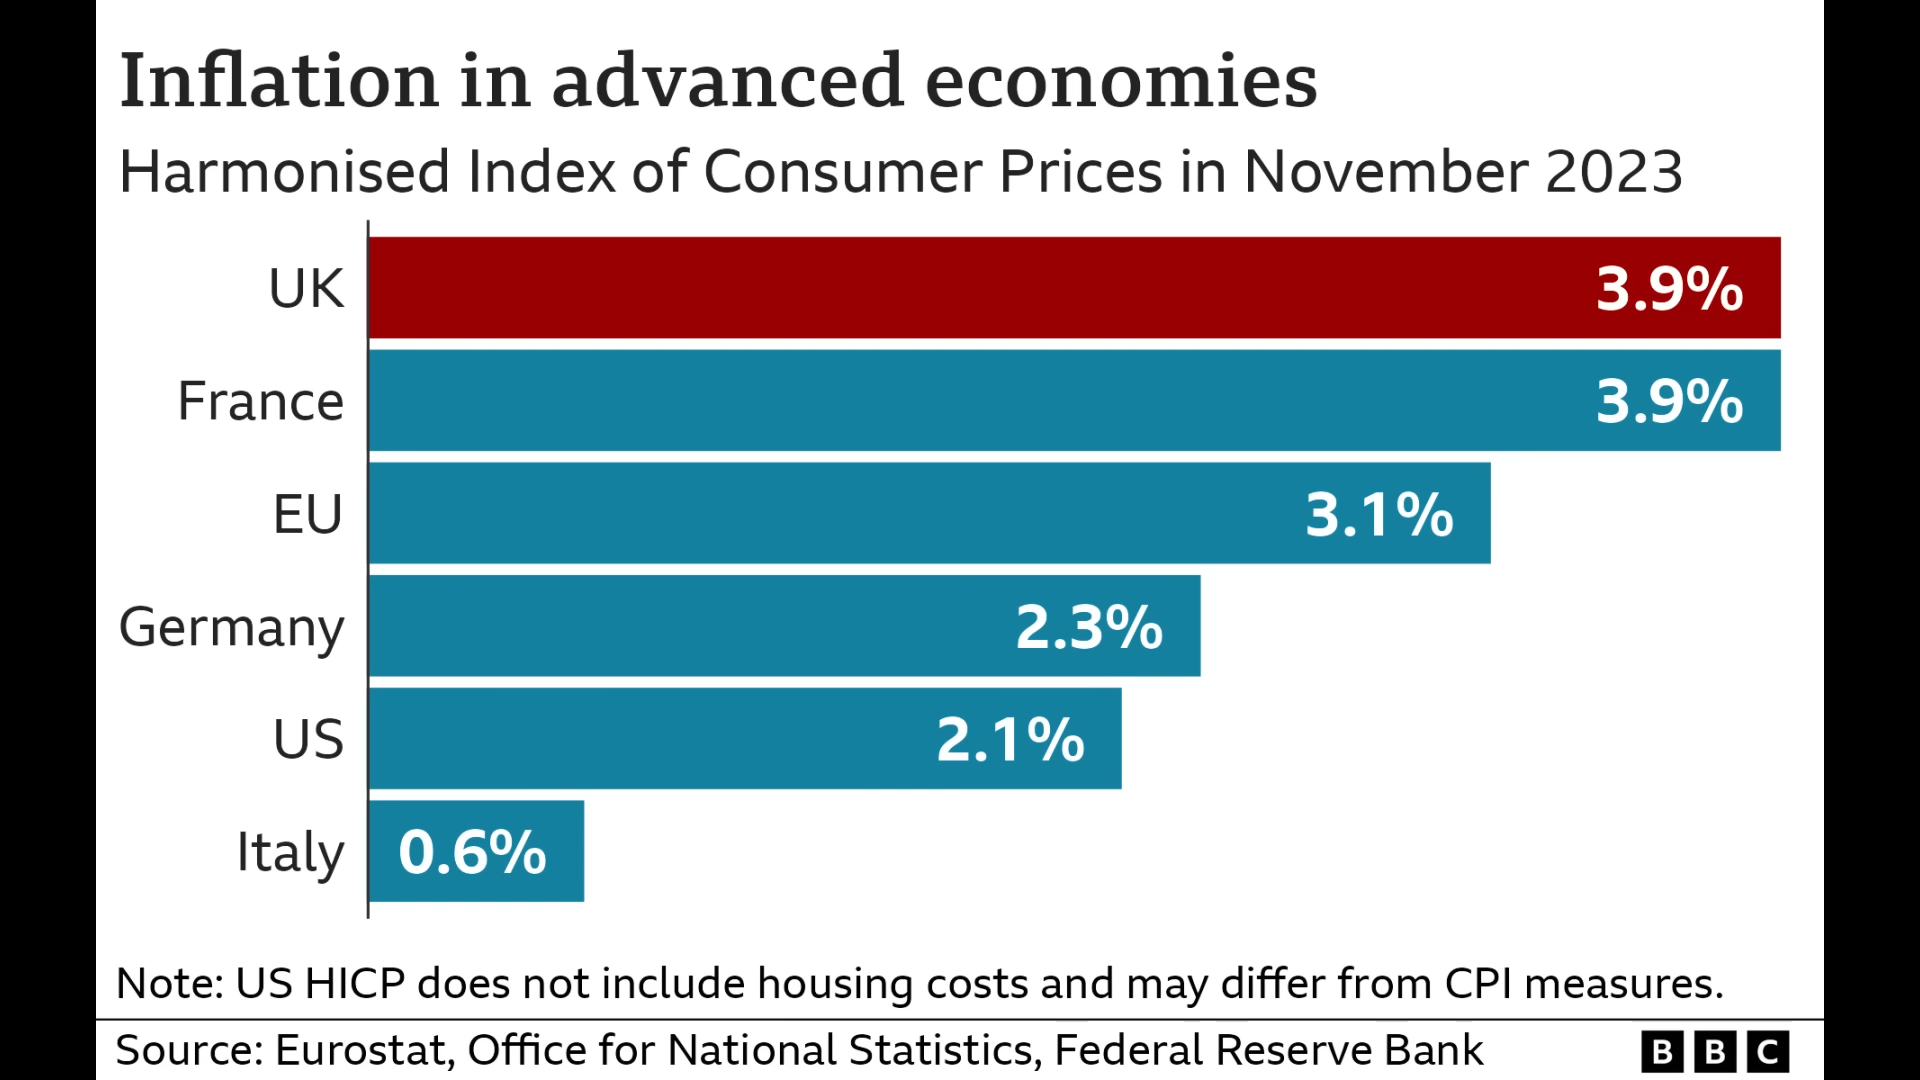 Inflation in advanced economies
Harmonised Index of Consumer Prices in November 2023
UK 3.9%
France 3.9%
EU 3.1%
Germany 2.3%
US 2.1%
Italy 0.6%
Note: US HICP does not include housing costs and may differ from CPI measures.
Source: Eurostat, Office for National Statistics, Federal Reserve Bank BBC